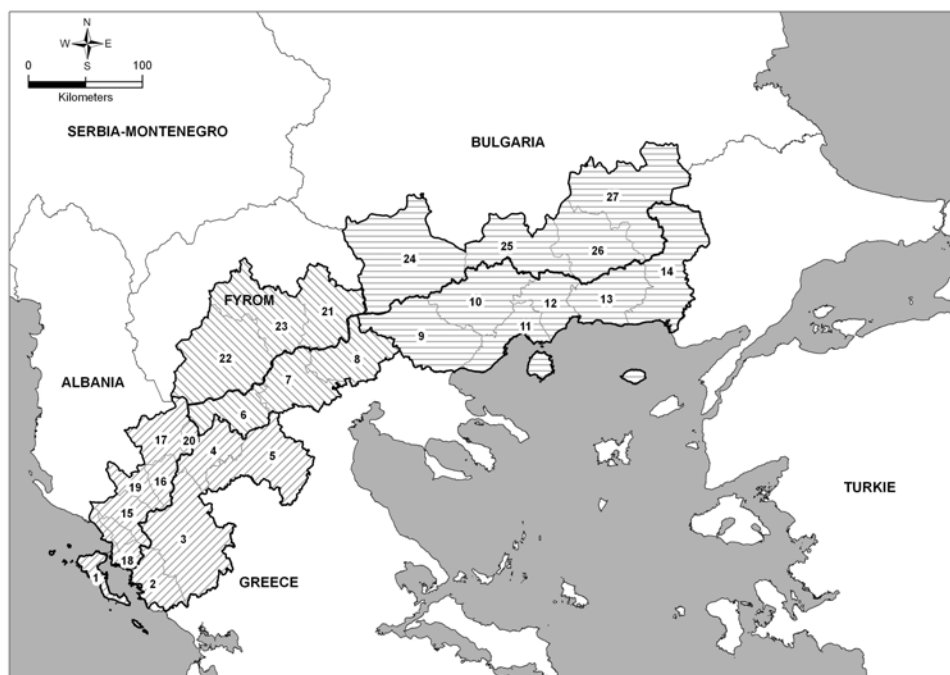 N
W E
S
0 100
Kilometers
SERBIA-MONTENEGRO
BULGARIA
27
25
26
24
14
FYROM
21
10
12
13
23
9
11
22
8
ALBANIA
7
6
17
20
4
5
19
16
TURKIE
15
3
18
1
2
GREECE